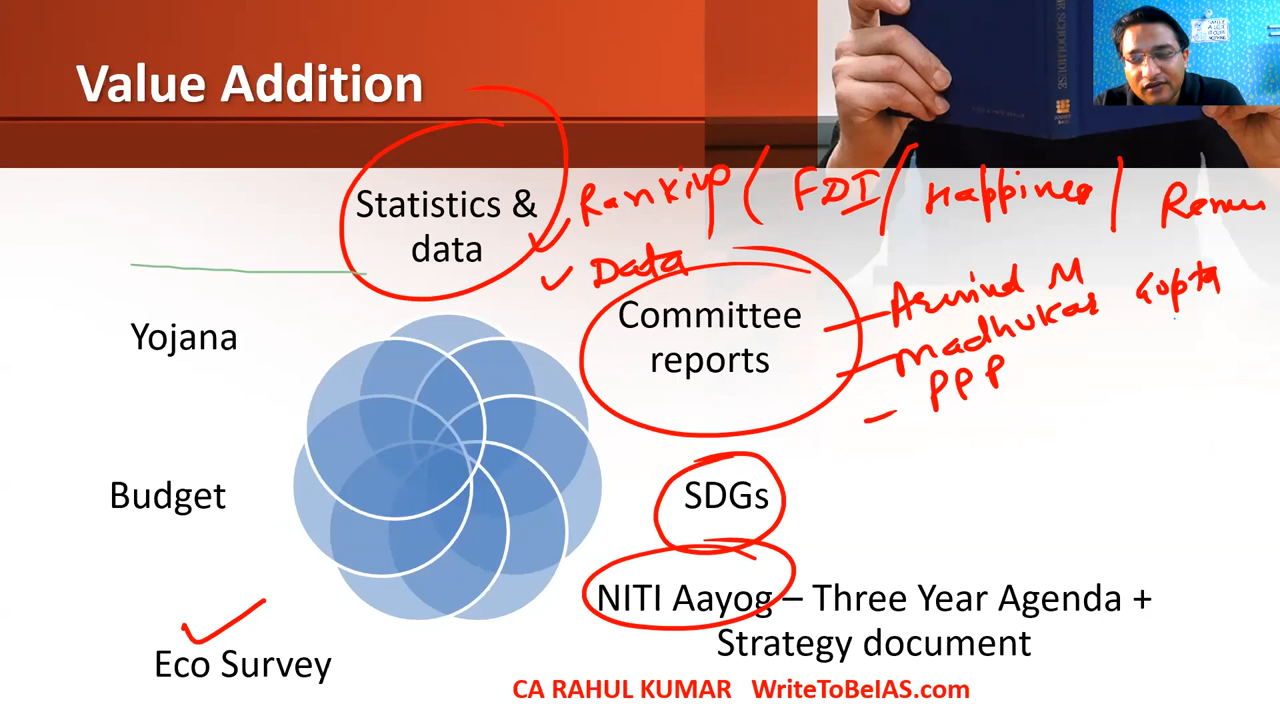 Value Addition
Statistics &
data
Ranking ( FDI / Happiness /
Data
Committee
reports
Arvind M
Madhukar Gupta
PPP
Yojana
Budget
SDGs
NITI Aayog – Three Year Agenda +
Strategy document
Eco Survey
CA RAHUL KUMAR WriteToBeIAS.com